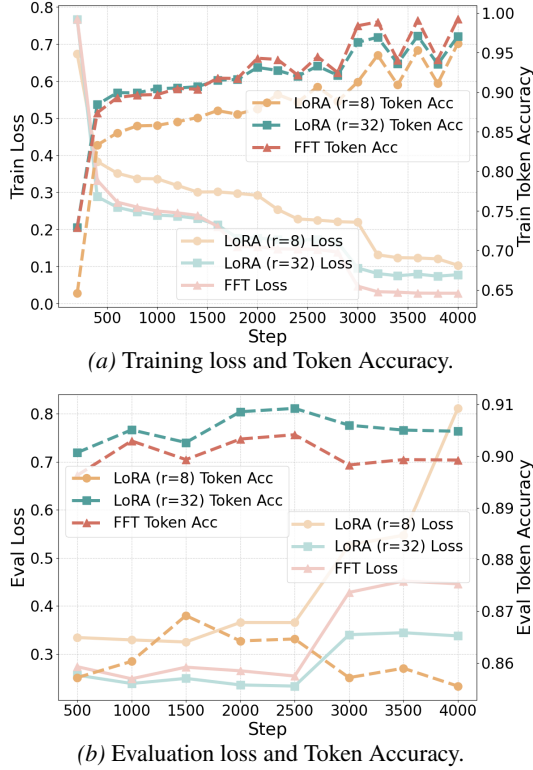 0.8
0.7
0.6
0.5
0.4
0.3
0.2
0.1
0.0
Train Loss
1.00
0.95
0.90
0.85
0.80
0.75
0.70
0.65
Train Token Accuracy
LoRA (r=8) Token Acc
LoRA (r=32) Token Acc
FFT Token Acc
LoRA (r=8) Loss
LoRA (r=32) Loss
FFT Loss
500 1000 1500 2000 2500 3000 3500 4000
Step
(a) Training loss and Token Accuracy.
0.8
0.7
0.6
0.5
0.4
0.3
Eval Loss
0.91
0.90
0.89
0.88
0.87
0.86
Eval Token Accuracy
LoRA (r=8) Token Acc
LoRA (r=32) Token Acc
FFT Token Acc
LoRA (r=8) Loss
LoRA (r=32) Loss
FFT Loss
500 1000 1500 2000 2500 3000 3500 4000
Step
(b) Evaluation loss and Token Accuracy.